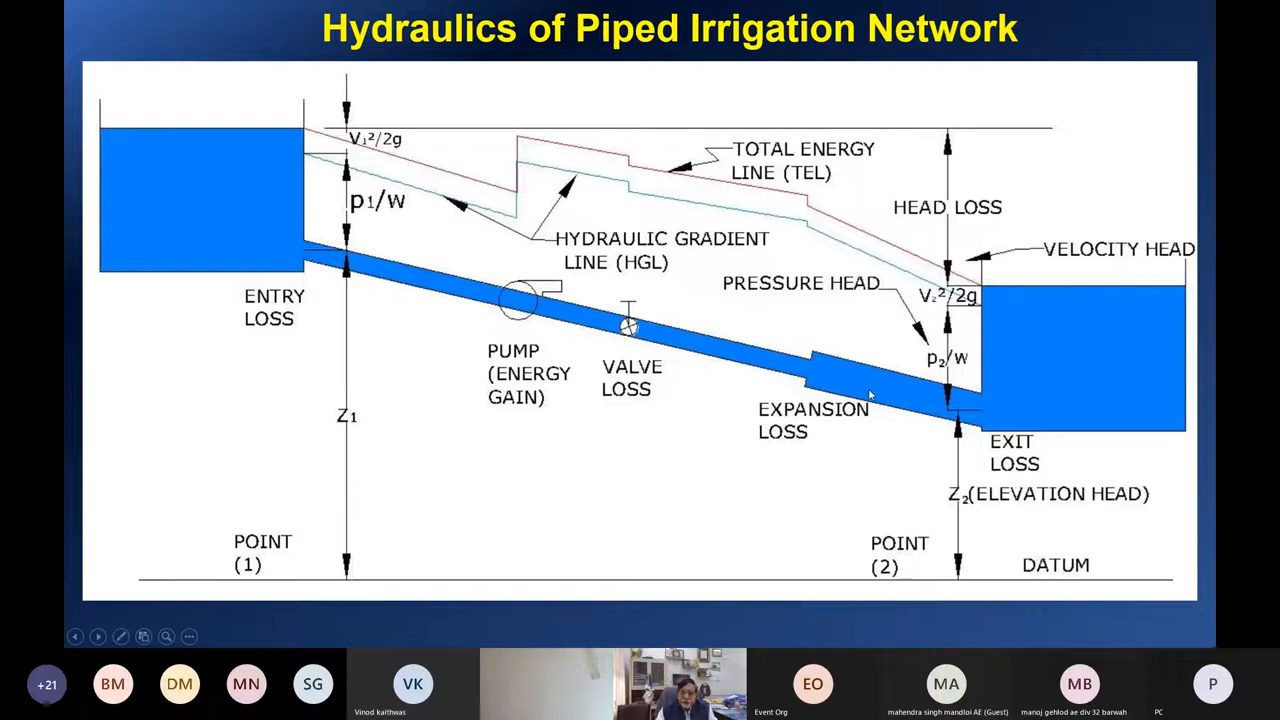 Hydraulics of Piped Irrigation Network
V₁²/2g
p₁/w
TOTAL ENERGY
LINE (TEL)
HEAD LOSS
HYDRAULIC GRADIENT
LINE (HGL)
VELOCITY HEAD
PRESSURE HEAD
V₂²/2g
p₂/w
ENTRY
LOSS
PUMP
(ENERGY
GAIN)
VALVE
LOSS
EXPANSION
LOSS
EXIT
LOSS
Z₁
Z₂(ELEVATION HEAD)
POINT
(1)
POINT
(2)
DATUM
+21
BM
DM
MN
SG
VK
Vinod kaithwas
EO
Event Org
MA
mahendra singh mandloi AE (Guest)
MB
manoj gehlod ae div 32 barwah
P
PC